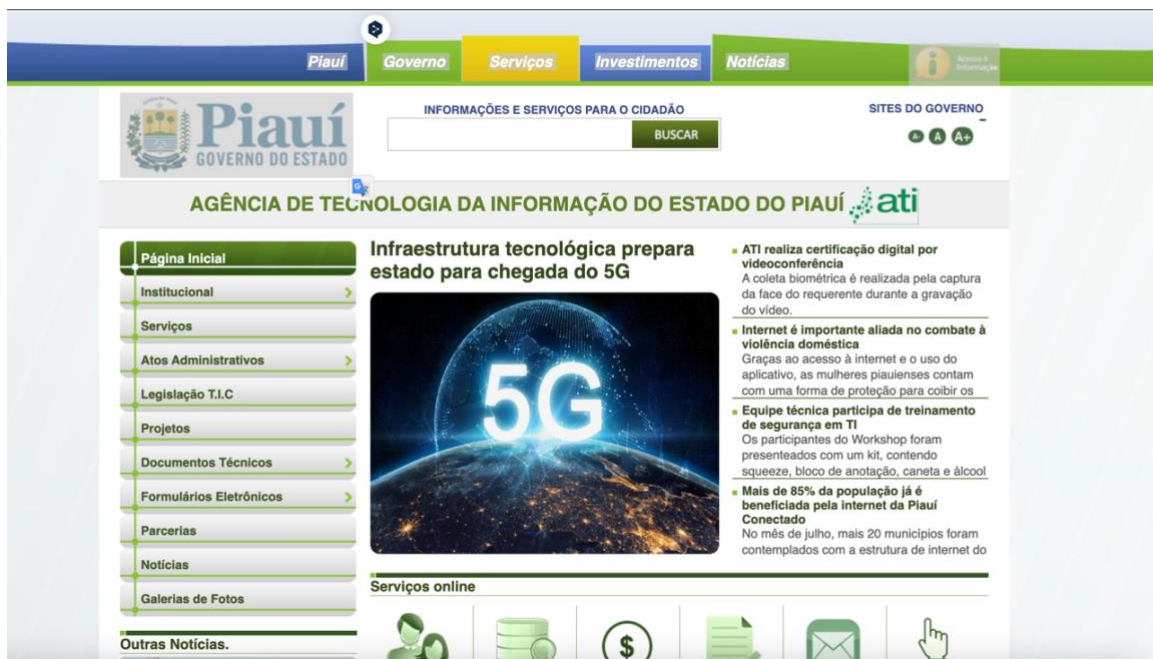 Piauí Governo Serviços Investimentos Notícias
Acesso à
Informação
Piauí
GOVERNO DO ESTADO
INFORMAÇÕES E SERVIÇOS PARA O CIDADÃO
BUSCAR
SITES DO GOVERNO
A- A A+
AGÊNCIA DE TECNOLOGIA DA INFORMAÇÃO DO ESTADO DO PIAUÍ ati
Página Inicial
Institucional
Serviços
Atos Administrativos
Legislação T.I.C
Projetos
Documentos Técnicos
Formulários Eletrônicos
Parcerias
Notícias
Galerias de Fotos
Outras Notícias.
Infraestrutura tecnológica prepara
estado para chegada do 5G
5G
ATI realiza certificação digital por
videoconferência
A coleta biométrica é realizada pela captura
da face do requerente durante a gravação
do vídeo.
Internet é importante aliada no combate à
violência doméstica
Graças ao acesso à internet e o uso do
aplicativo, as mulheres piauienses contam
com uma forma de proteção para coibir os
Equipe técnica participa de treinamento
de segurança em TI
Os participantes do Workshop foram
presenteados com um kit, contendo
squeeze, bloco de anotação, caneta e álcool
Mais de 85% da população já é
beneficiada pela internet da Piauí
Conectado
No mês de julho, mais 20 municípios foram
contemplados com a estrutura de internet do
Serviços online
$